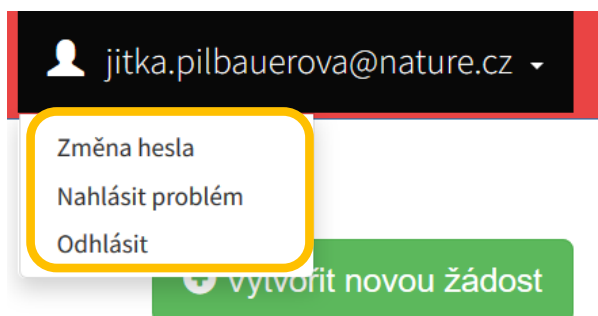 jitka.pilbauerova@nature.cz
Změna hesla
Nahlásit problém
Odhlásit
Vytvořit novou žádost